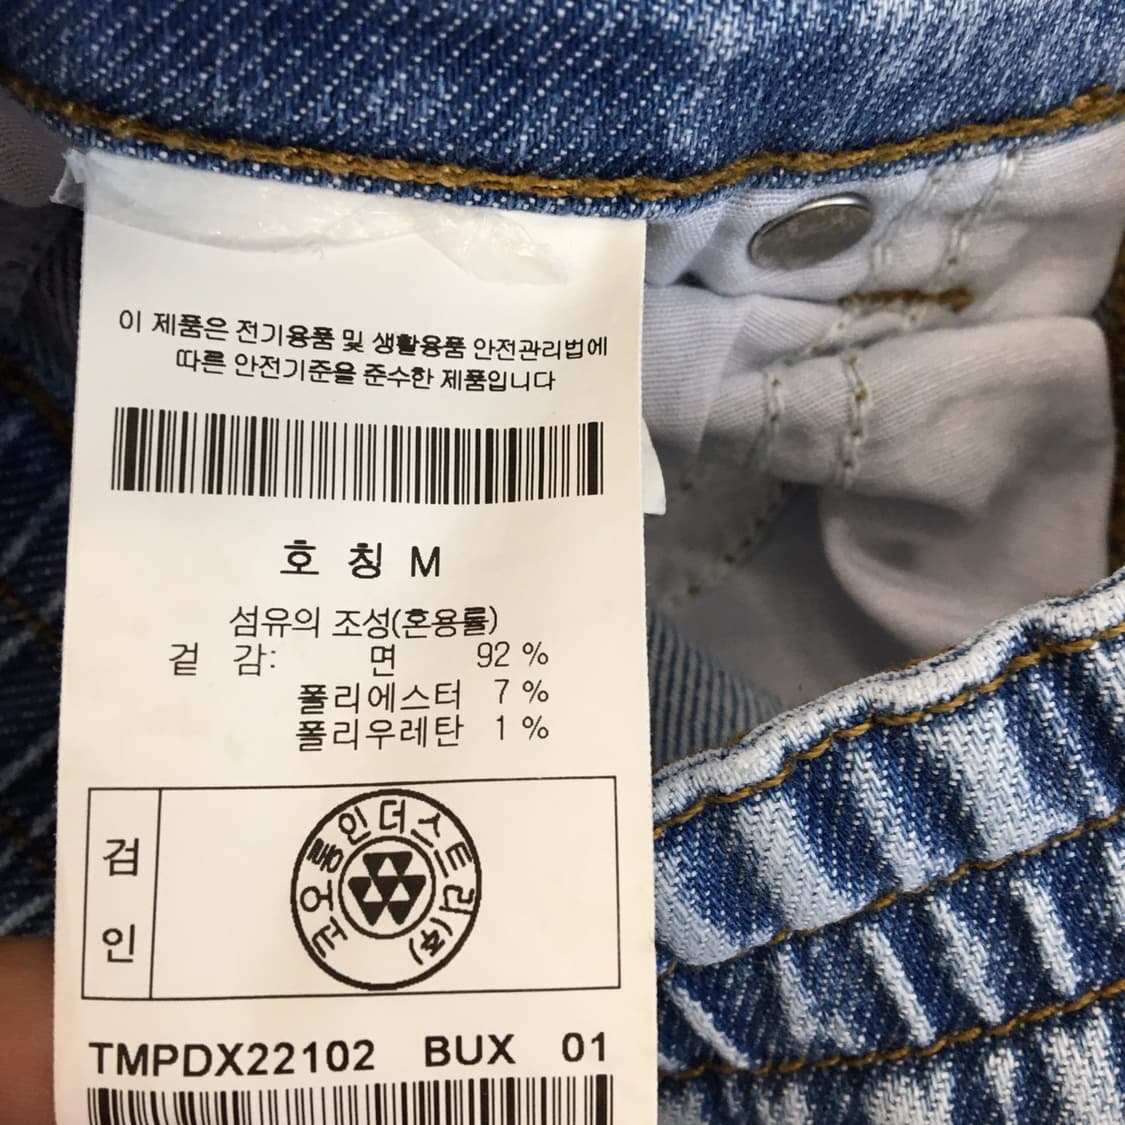 이 제품은 전기용품 및 생활용품 안전관리법에
따른 안전기준을 준수한 제품입니다
호 칭 M
섬유의 조성(혼용률)
겉 감: 면 92 %
폴리에스터 7 %
폴리우레탄 1 %
검
인
코오롱인더스트리(주)
TMPDX22102 BUX 01